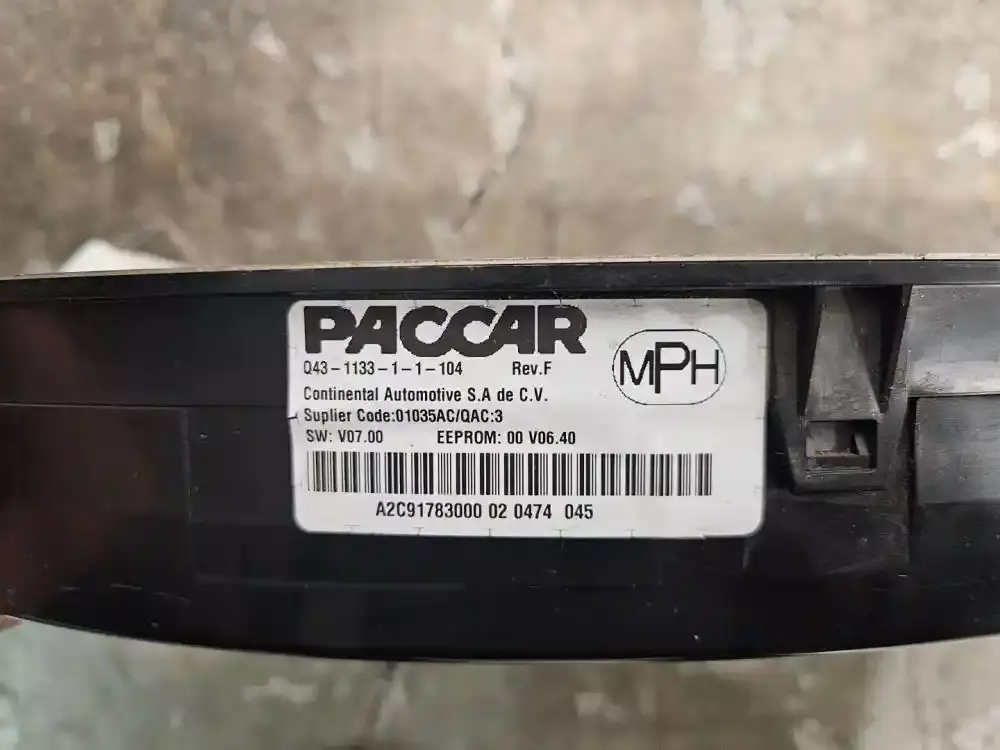 PACCAR
Q43-1133-1-1-104 Rev.F
MPH
Continental Automotive S.A de C.V.
Suplier Code:01035AC/QAC:3
SW: V07.00 EEPROM: 00 V06.40
A2C91783000 02 0474 045